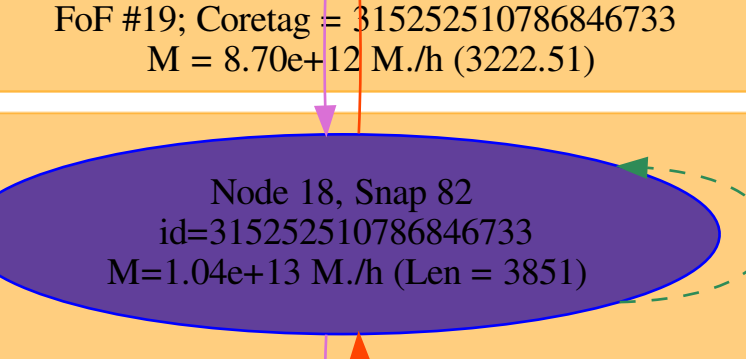 FoF #19; Coretag = 315252510786846733
M = 8.70e+12 M./h (3222.51)
Node 18, Snap 82
id=315252510786846733
M=1.04e+13 M./h (Len = 3851)